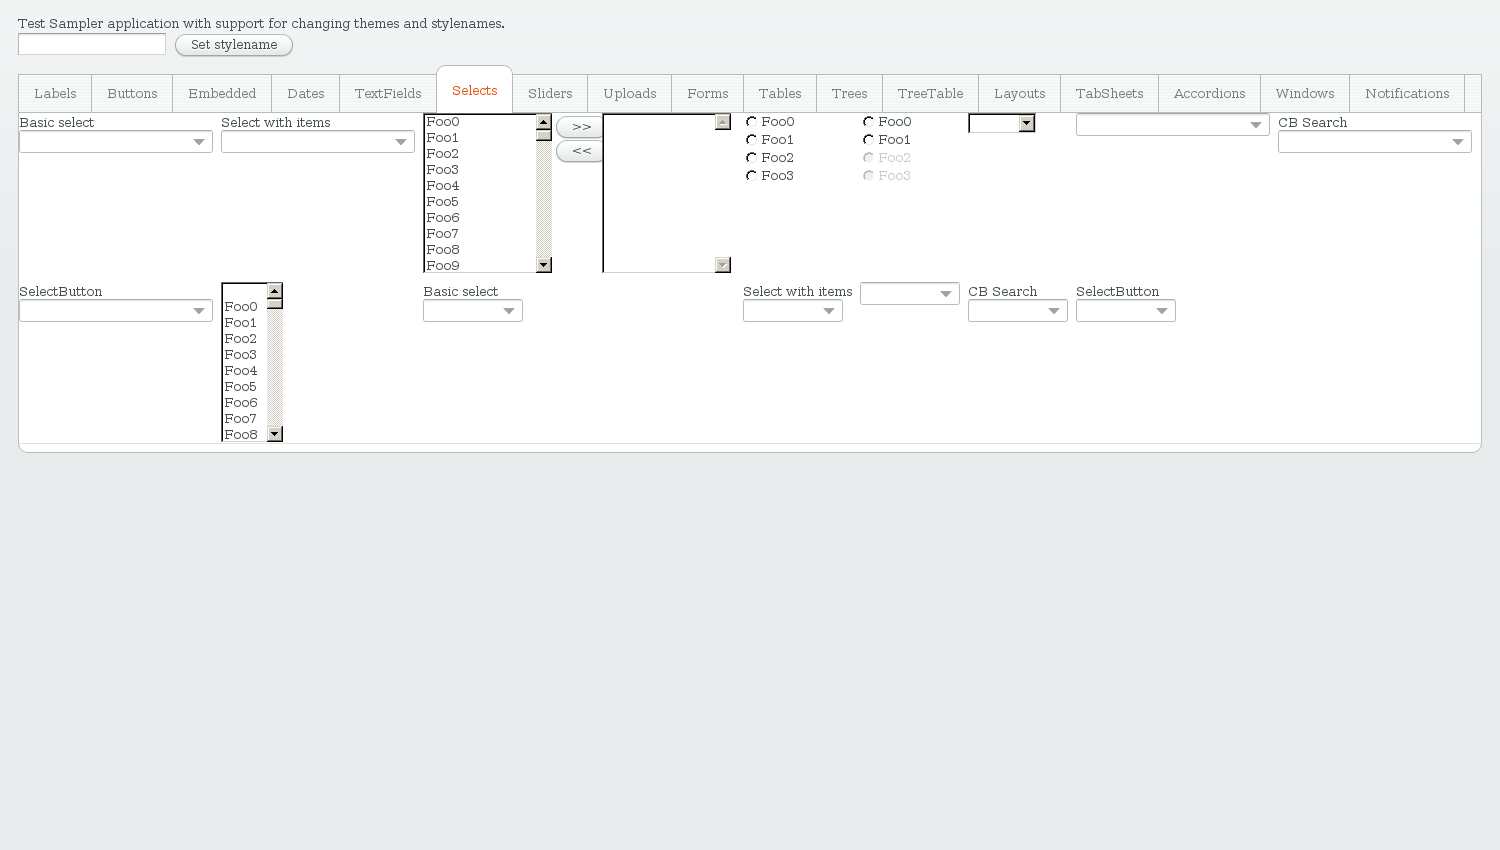 Test Sampler application with support for changing themes and stylenames.
Set stylename
Labels Buttons Embedded Dates TextFields Selects Sliders Uploads Forms Tables Trees TreeTable Layouts TabSheets Accordions Windows Notifications
Basic select
Select with items
Foo0
Foo1
Foo2
Foo3
Foo4
Foo5
Foo6
Foo7
Foo8
Foo9
>>
<<
Foo0
Foo1
Foo2
Foo3
Foo0
Foo1
Foo2
Foo3
CB Search
SelectButton
Foo0
Foo1
Foo2
Foo3
Foo4
Foo5
Foo6
Foo7
Foo8
Basic select
Select with items
CB Search
SelectButton